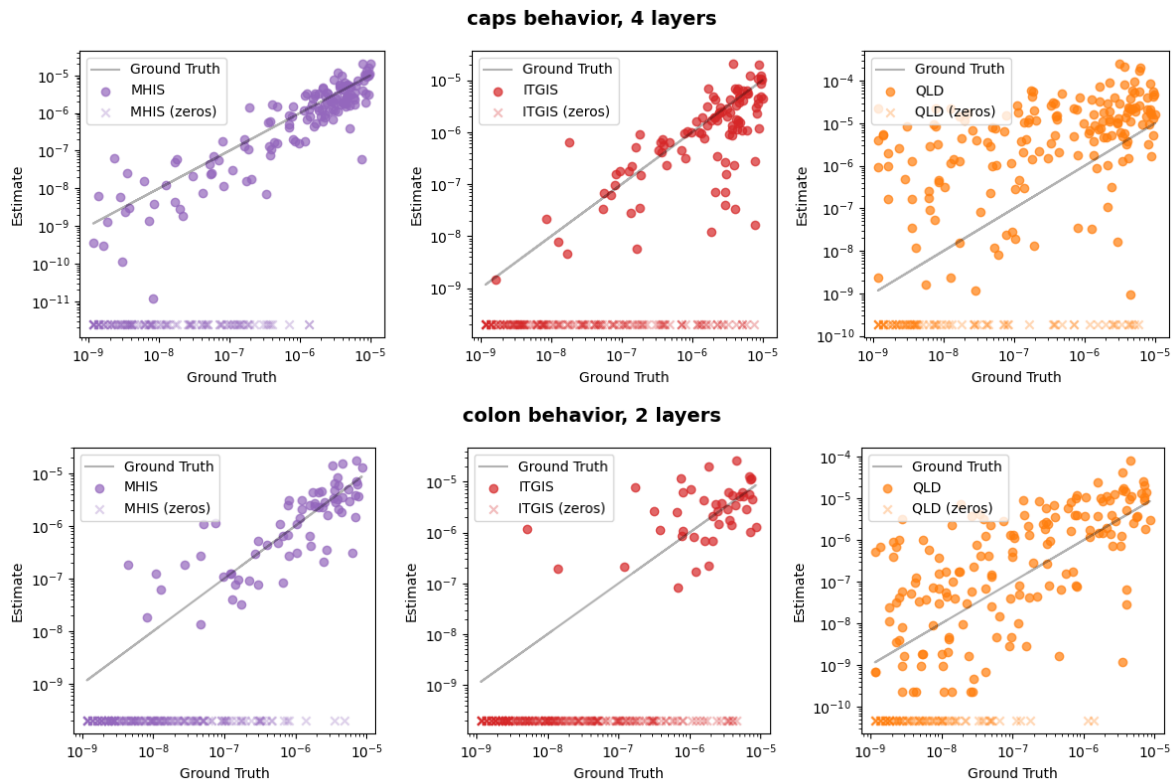 caps behavior, 4 layers
Ground Truth
MHIS
MHIS (zeros)
10⁻⁵
10⁻⁶
10⁻⁷
10⁻⁸
10⁻⁹
10⁻¹⁰
10⁻¹¹
Estimate
10⁻⁹
10⁻⁸
10⁻⁷
10⁻⁶
10⁻⁵
Ground Truth
Ground Truth
ITGIS
ITGIS (zeros)
10⁻⁵
10⁻⁶
10⁻⁷
10⁻⁸
10⁻⁹
Estimate
10⁻⁹
10⁻⁸
10⁻⁷
10⁻⁶
10⁻⁵
Ground Truth
Ground Truth
QLD
QLD (zeros)
10⁻⁴
10⁻⁵
10⁻⁶
10⁻⁷
10⁻⁸
10⁻⁹
10⁻¹⁰
Estimate
10⁻⁹
10⁻⁸
10⁻⁷
10⁻⁶
10⁻⁵
Ground Truth
colon behavior, 2 layers
Ground Truth
MHIS
MHIS (zeros)
10⁻⁵
10⁻⁶
10⁻⁷
10⁻⁸
10⁻⁹
Estimate
10⁻⁹
10⁻⁸
10⁻⁷
10⁻⁶
10⁻⁵
Ground Truth
Ground Truth
ITGIS
ITGIS (zeros)
10⁻⁵
10⁻⁶
10⁻⁷
10⁻⁸
10⁻⁹
Estimate
10⁻⁹
10⁻⁸
10⁻⁷
10⁻⁶
10⁻⁵
Ground Truth
Ground Truth
QLD
QLD (zeros)
10⁻⁴
10⁻⁵
10⁻⁶
10⁻⁷
10⁻⁸
10⁻⁹
10⁻¹⁰
Estimate
10⁻⁹
10⁻⁸
10⁻⁷
10⁻⁶
10⁻⁵
Ground Truth